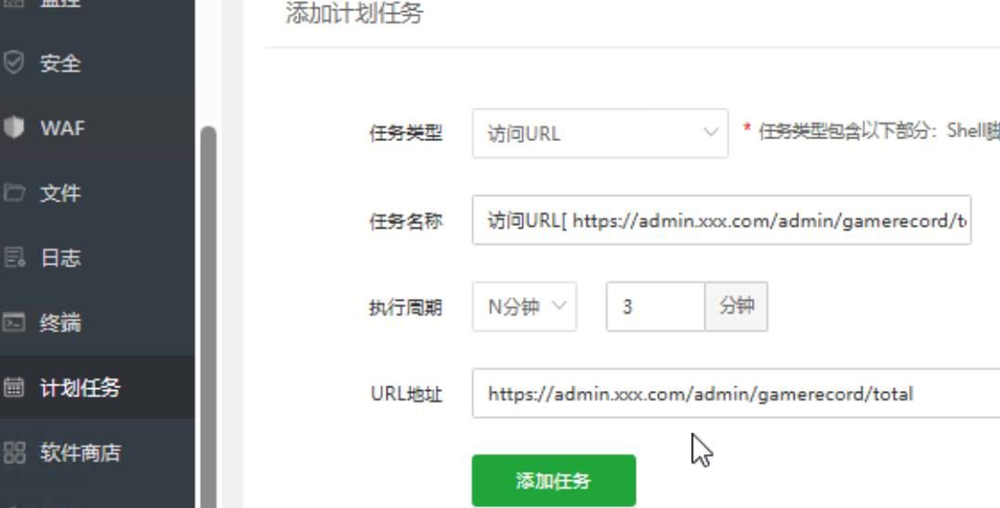 监控
安全
WAF
文件
日志
终端
计划任务
软件商店
添加计划任务
任务类型
访问URL
* 任务类型包含以下部分：Shell脚
任务名称
访问URL[ https://admin.xxx.com/admin/gamerecord/t
执行周期
N分钟
3
分钟
URL地址
https://admin.xxx.com/admin/gamerecord/total
添加任务